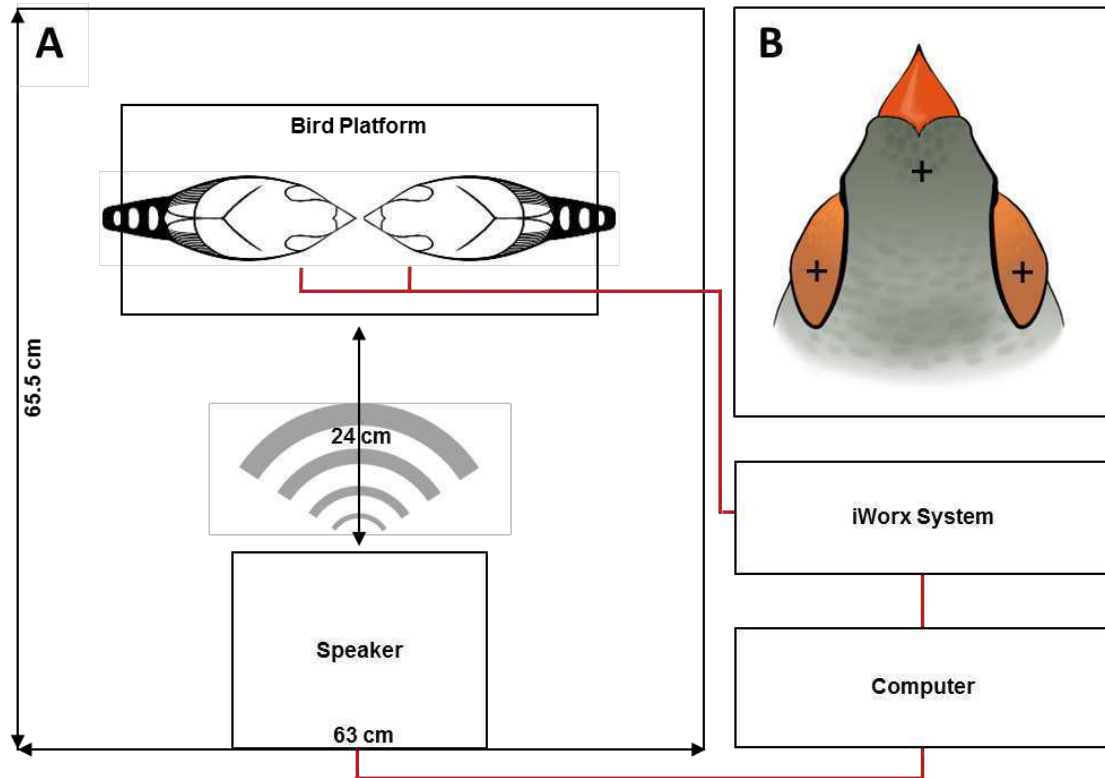 A
Bird Platform
65.5 cm
24 cm
Speaker
63 cm
B
iWorx System
Computer